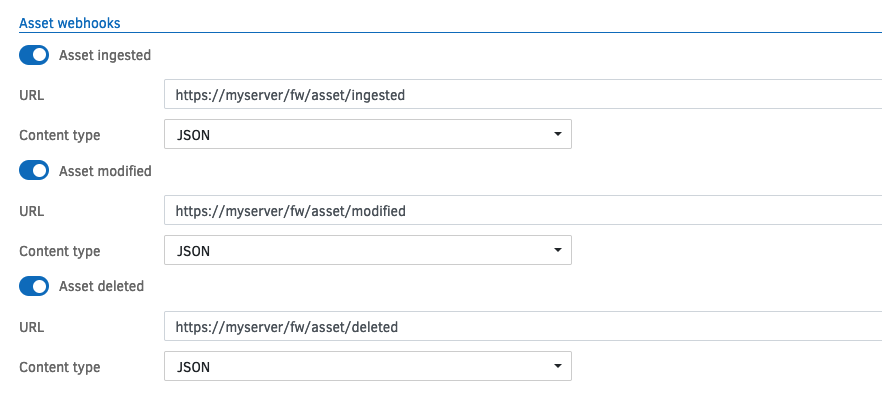 Asset webhooks
Asset ingested
URL https://myserver/fw/asset/ingested
Content type JSON
Asset modified
URL https://myserver/fw/asset/modified
Content type JSON
Asset deleted
URL https://myserver/fw/asset/deleted
Content type JSON